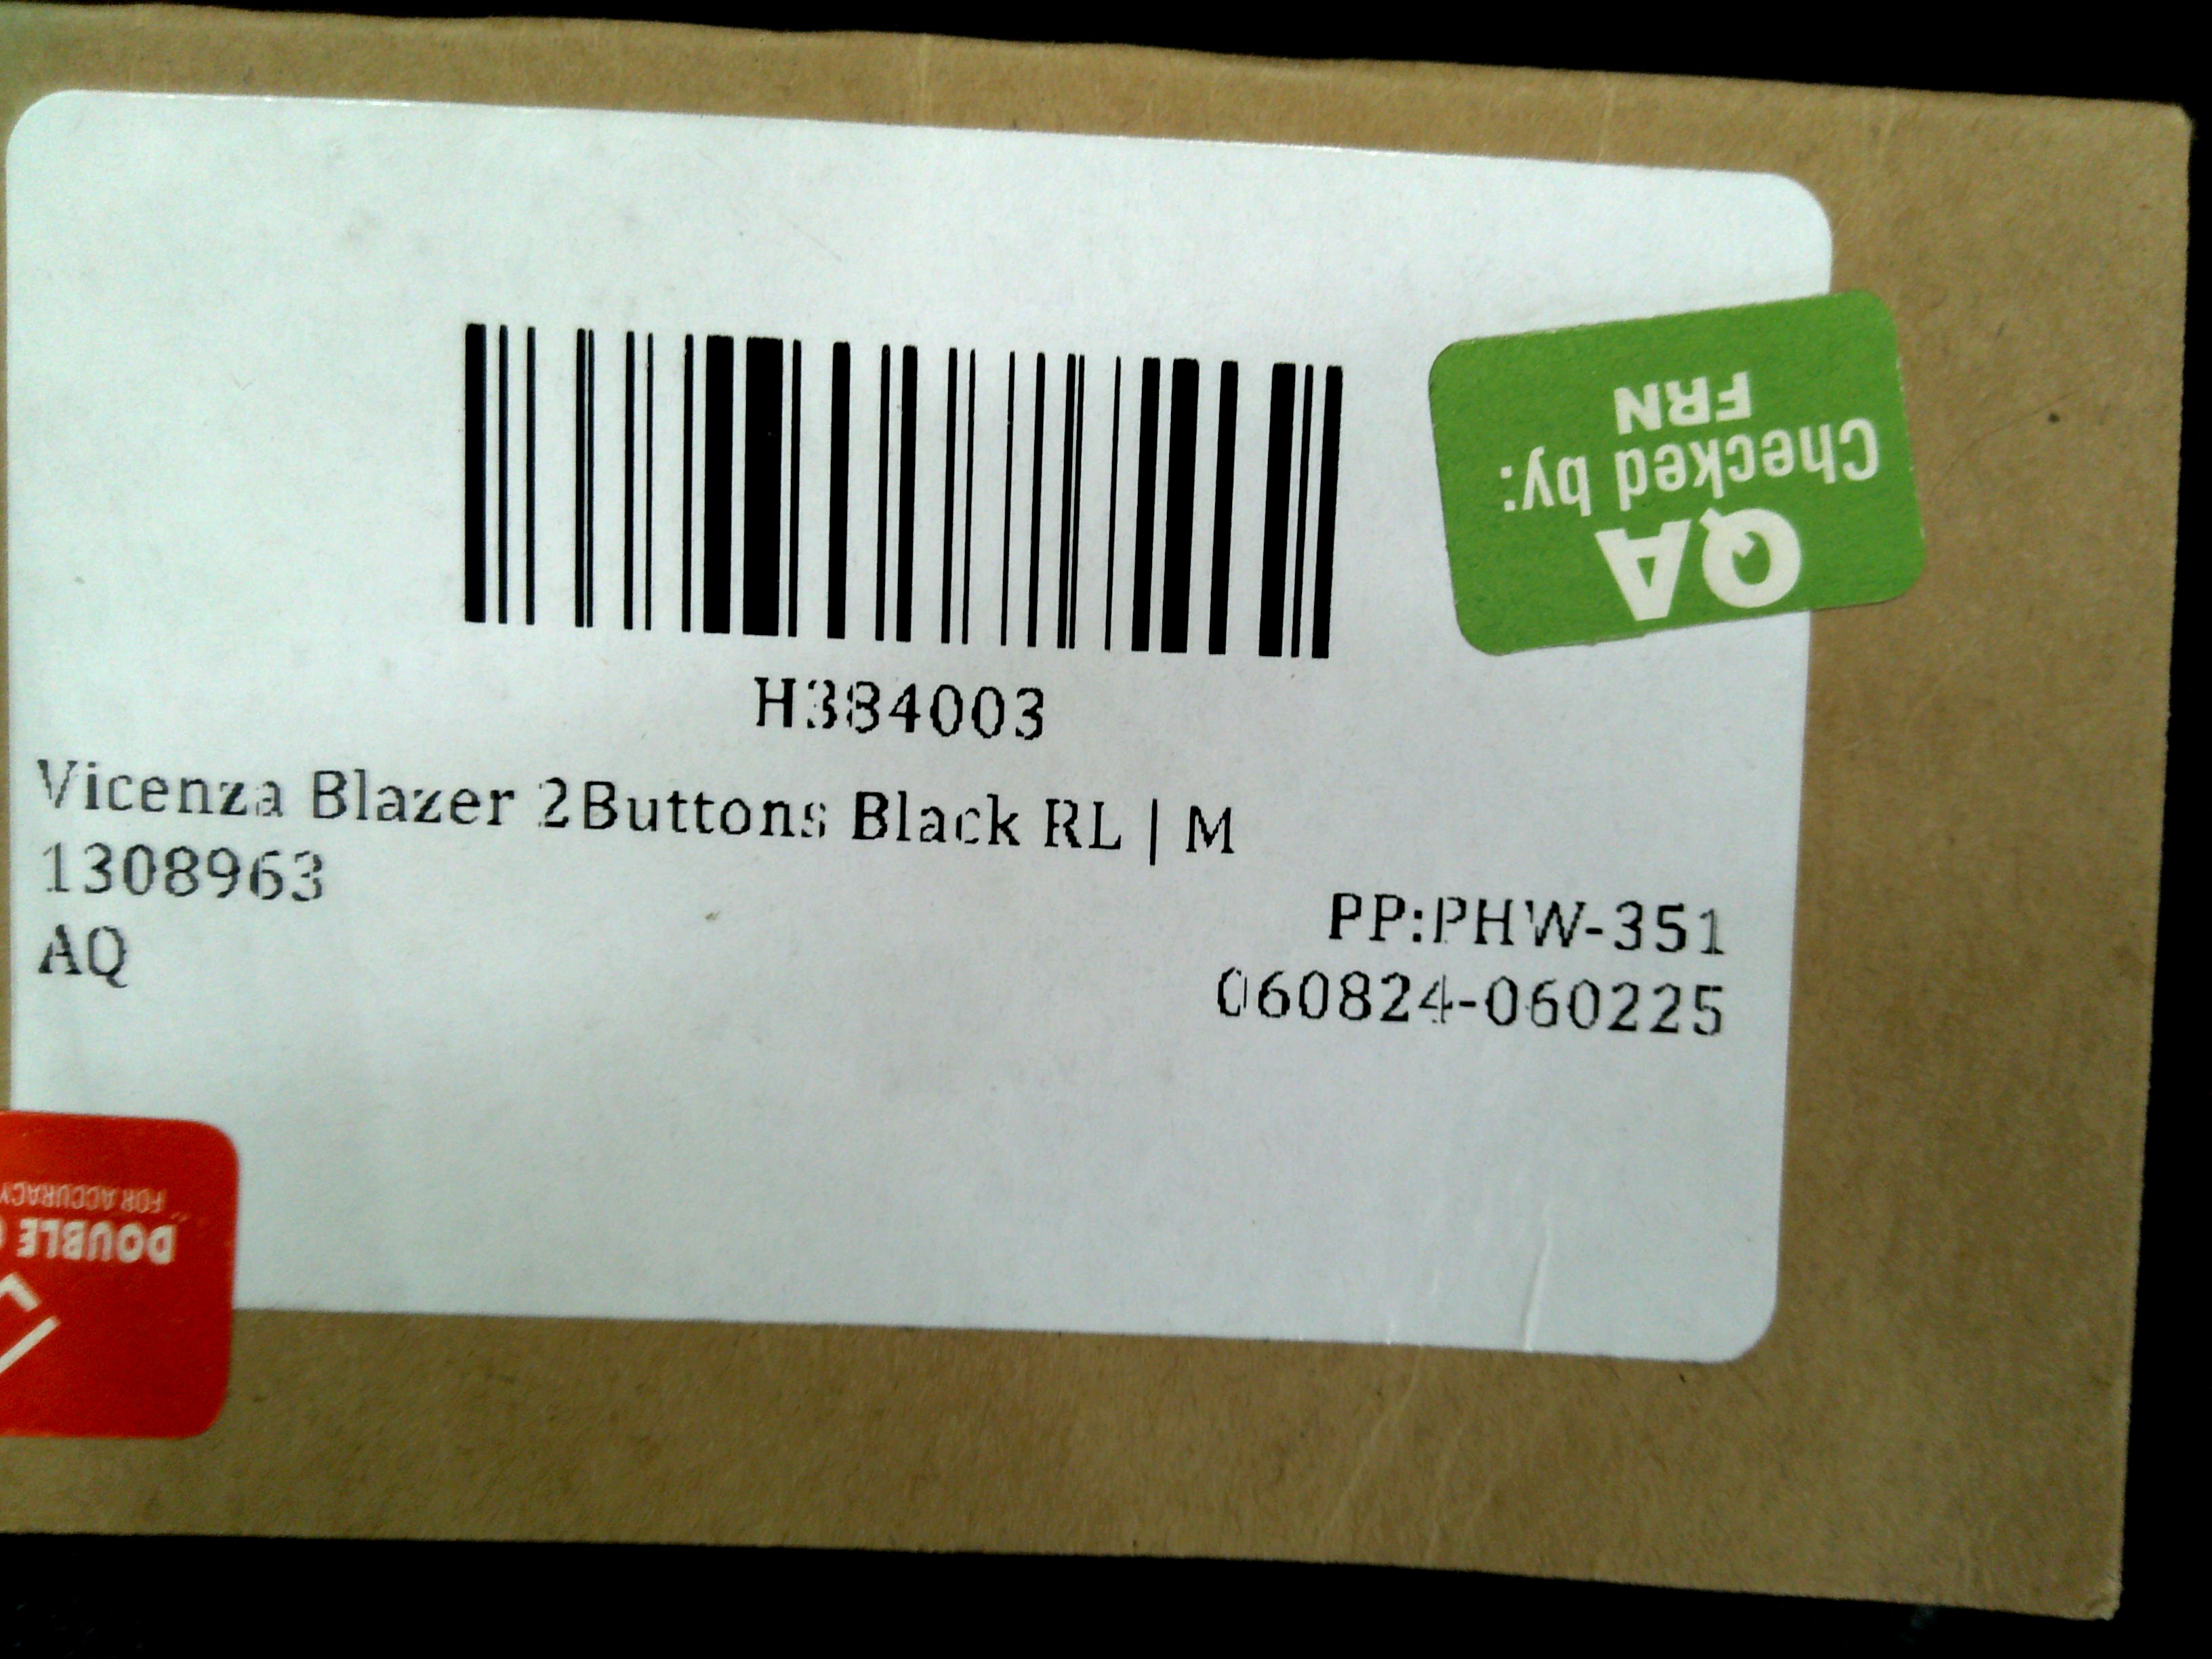 H384003
Vicenza Blazer 2Buttons Black RL | M
1308963
AQ
PP:PHW-351
060824-060225
QA
Checked by:
FRN
DOUBLE
FOR ACCURACY